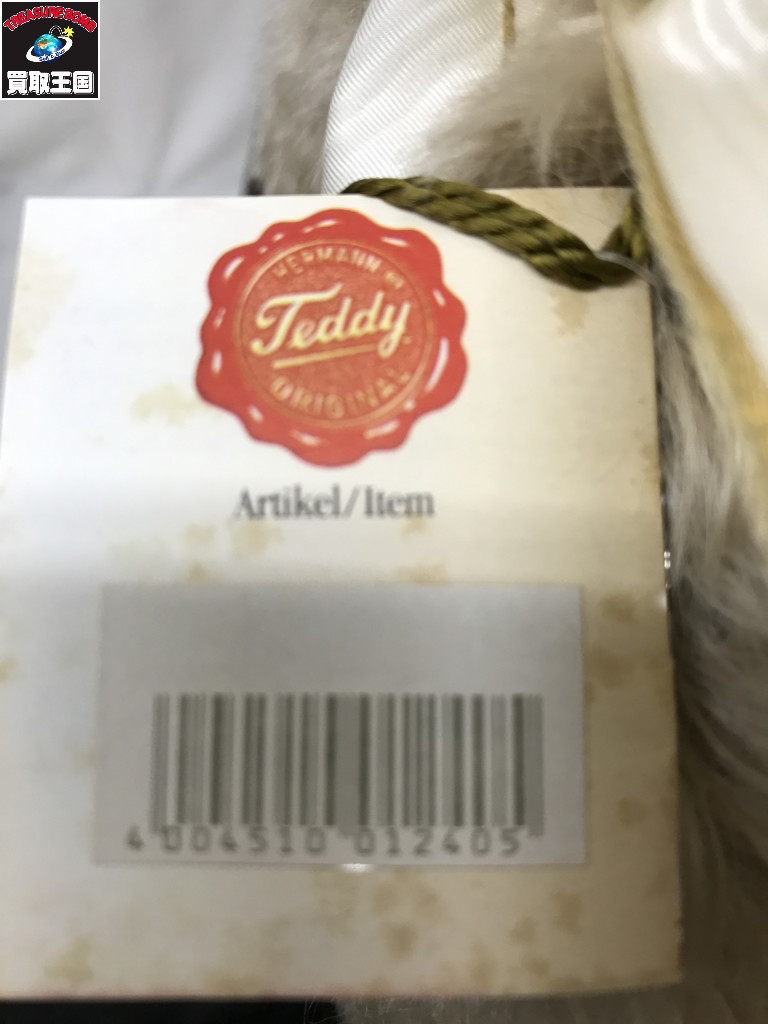 TREASURE BOMB
買取王国
HERMANN
Teddy
ORIGINAL
Artikel/Item
4 004510 012405